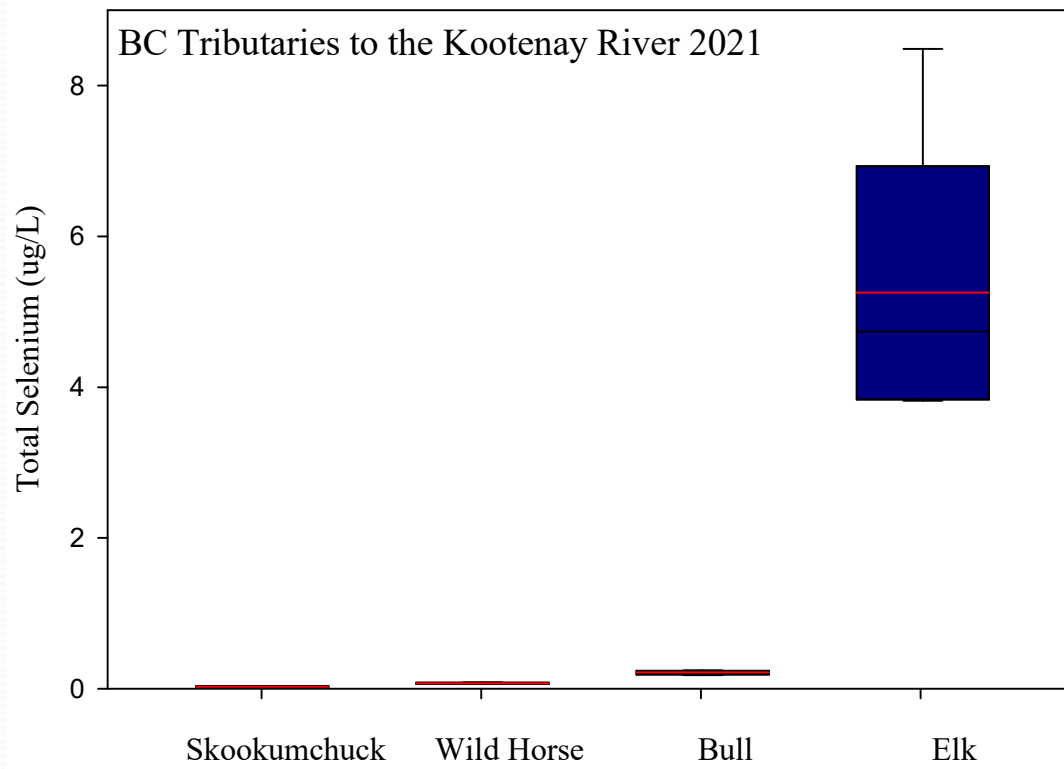 BC Tributaries to the Kootenay River 2021
Total Selenium (ug/L)
8
6
4
2
0
Skookumchuck Wild Horse Bull Elk